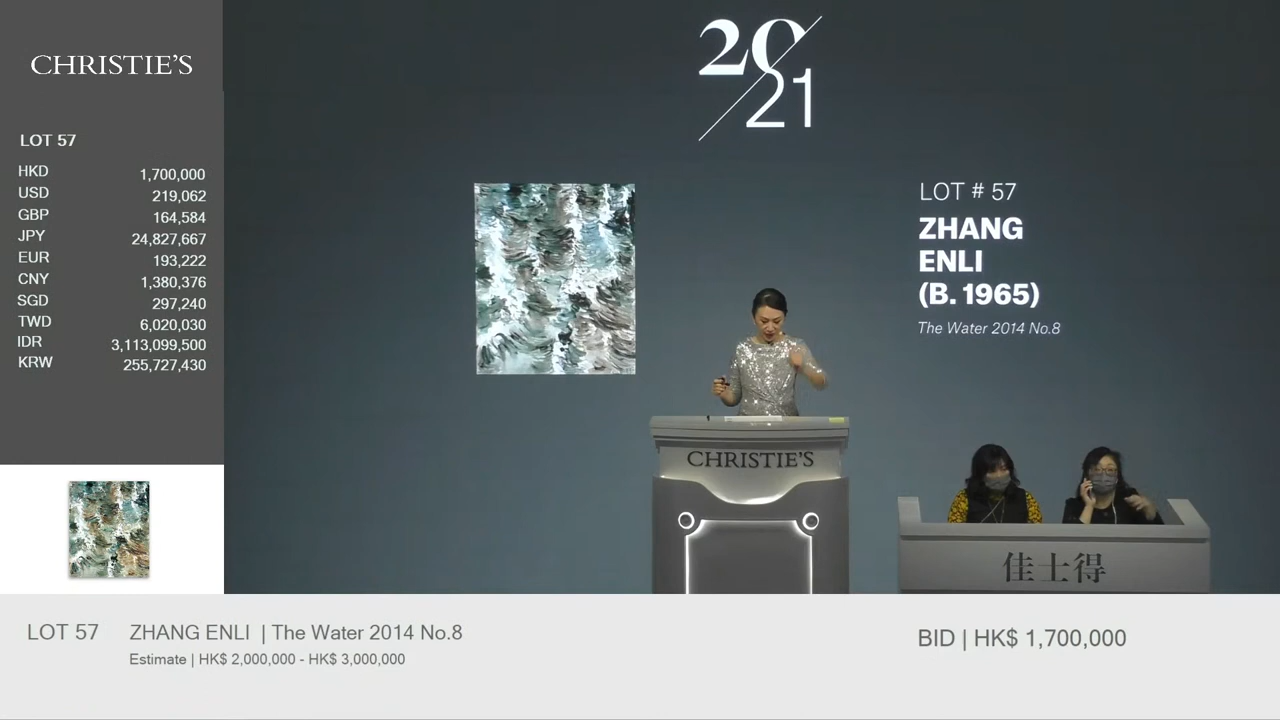 CHRISTIE'S
LOT 57
HKD 1,700,000
USD 219,062
GBP 164,584
JPY 24,827,667
EUR 193,222
CNY 1,380,376
SGD 297,240
TWD 6,020,030
IDR 3,113,099,500
KRW 255,727,430
20/21
LOT # 57
ZHANG
ENLI
(B. 1965)
The Water 2014 No.8
CHRISTIE'S
佳士得
LOT 57 ZHANG ENLI | The Water 2014 No.8
Estimate | HK$ 2,000,000 - HK$ 3,000,000
BID | HK$ 1,700,000